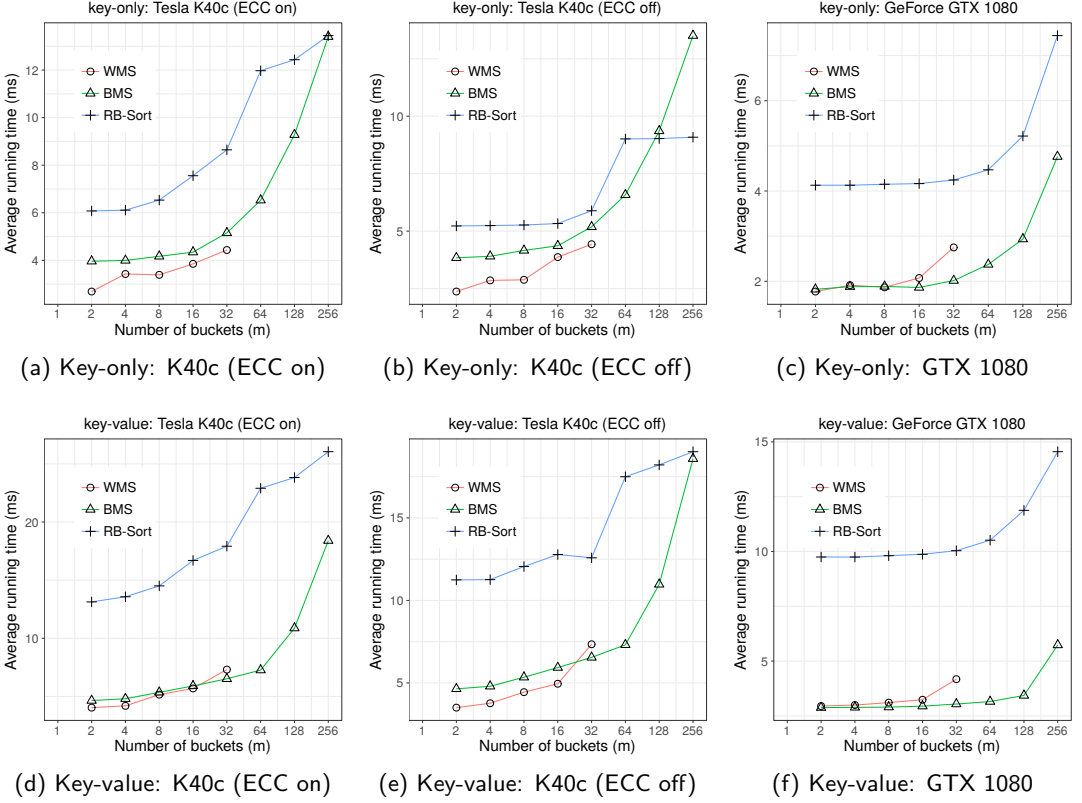 key-only: Tesla K40c (ECC on)
Average running time (ms)
12
10
8
6
4
WMS
BMS
RB-Sort
1 2 4 8 16 32 64 128 256
Number of buckets (m)
(a) Key-only: K40c (ECC on)
key-only: Tesla K40c (ECC off)
Average running time (ms)
10
5
WMS
BMS
RB-Sort
1 2 4 8 16 32 64 128 256
Number of buckets (m)
(b) Key-only: K40c (ECC off)
key-only: GeForce GTX 1080
Average running time (ms)
6
4
2
WMS
BMS
RB-Sort
1 2 4 8 16 32 64 128 256
Number of buckets (m)
(c) Key-only: GTX 1080
key-value: Tesla K40c (ECC on)
Average running time (ms)
20
10
WMS
BMS
RB-Sort
1 2 4 8 16 32 64 128 256
Number of buckets (m)
(d) Key-value: K40c (ECC on)
key-value: Tesla K40c (ECC off)
Average running time (ms)
15
10
5
WMS
BMS
RB-Sort
1 2 4 8 16 32 64 128 256
Number of buckets (m)
(e) Key-value: K40c (ECC off)
key-value: GeForce GTX 1080
Average running time (ms)
15
10
5
WMS
BMS
RB-Sort
1 2 4 8 16 32 64 128 256
Number of buckets (m)
(f) Key-value: GTX 1080